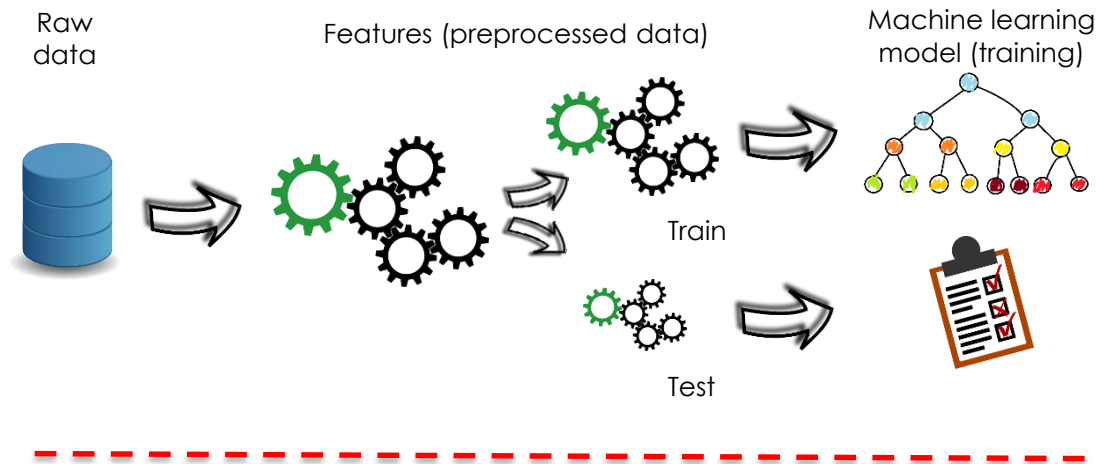 Raw
data
Features (preprocessed data)
Machine learning
model (training)
Train
Test